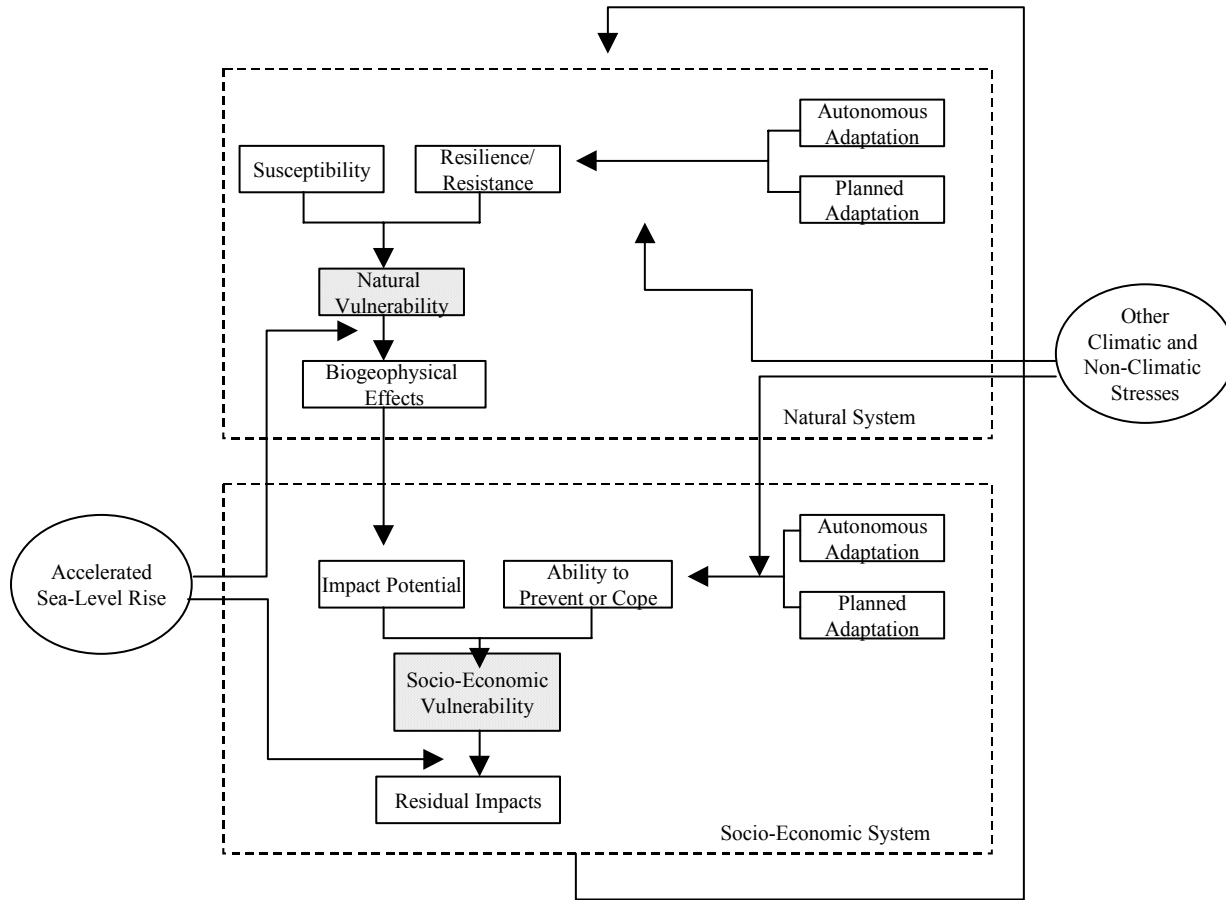 Autonomous
Adaptation
Susceptibility
Resilience/
Resistance
Planned
Adaptation
Natural
Vulnerability
Biogeophysical
Effects
Natural System
Other
Climatic and
Non-Climatic
Stresses
Accelerated
Sea-Level Rise
Impact Potential
Ability to
Prevent or Cope
Autonomous
Adaptation
Planned
Adaptation
Socio-Economic
Vulnerability
Residual Impacts
Socio-Economic System